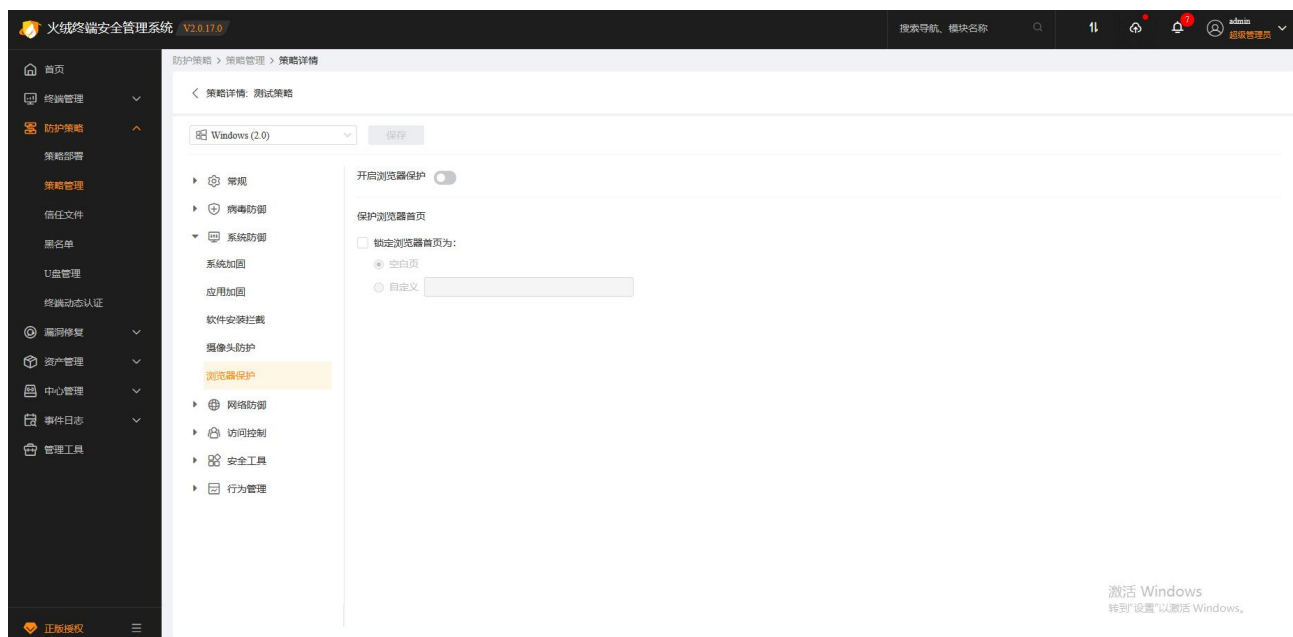 火绒终端安全管理系统 V2.0.17.0
搜索导航、模块名称
7
admin
超级管理员
首页
终端管理
防护策略
策略部署
策略管理
信任文件
黑名单
U盘管理
终端动态认证
漏洞修复
资产管理
中心管理
事件日志
管理工具
正版授权
防护策略 > 策略管理 > 策略详情
策略详情: 测试策略
Windows (2.0)
保存
常规
病毒防御
系统防御
系统加固
应用加固
软件安装拦截
摄像头防护
浏览器保护
网络防御
访问控制
安全工具
行为管理
开启浏览器保护
保护浏览器首页
锁定浏览器首页为:
空白页
自定义
激活 Windows
转到"设置"以激活 Windows。